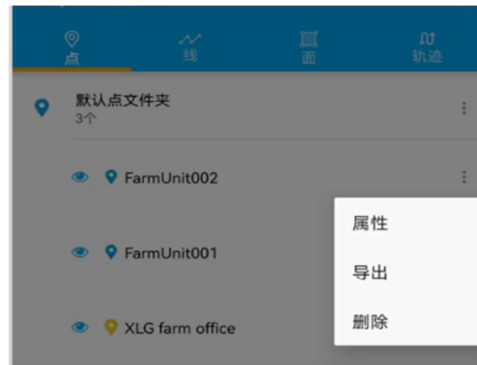 点 线 面 轨迹
默认点文件夹
3个
FarmUnit002
属性
FarmUnit001
导出
删除
XLG farm office